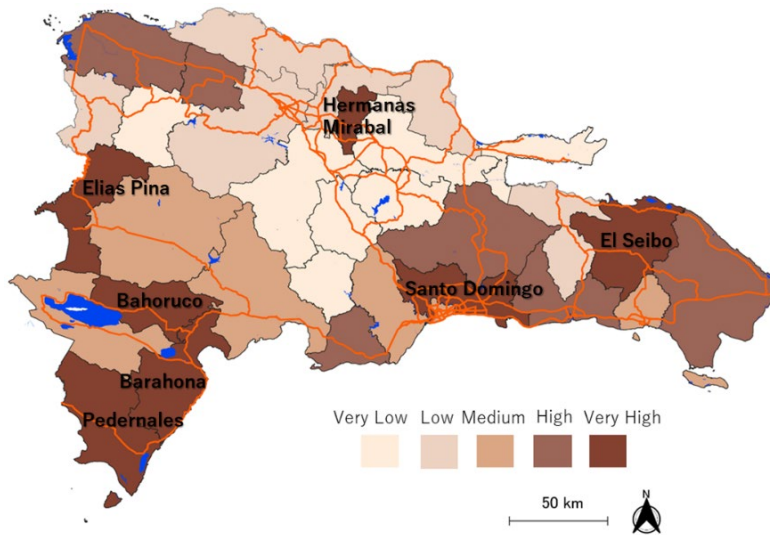 Hermanas
Mirabal
Elias Pina
El Seibo
Bahoruco
Santo Domingo
Barahona
Pedernales
Very Low Low Medium High Very High
50 km
N